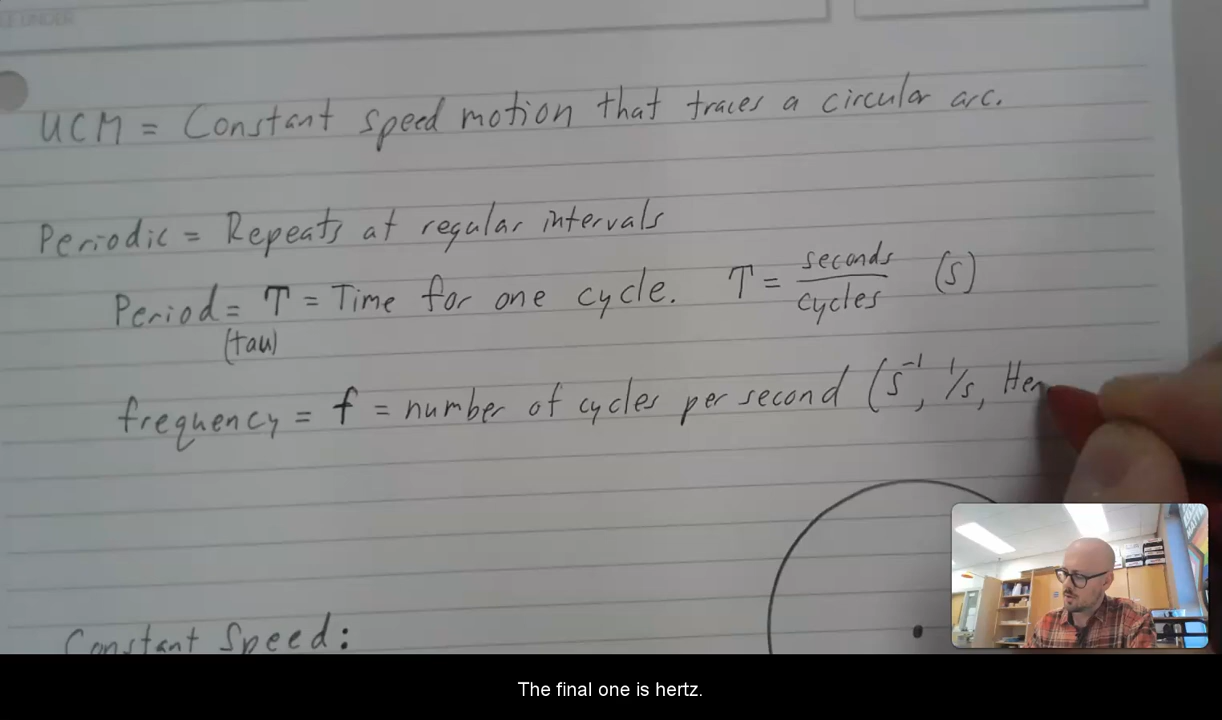 UCM = Constant speed motion that traces a circular arc.
Periodic = Repeats at regular intervals
Period = T = Time for one cycle. T = seconds/cycles (s)
(tau)
frequency = f = number of cycles per second (s⁻¹, 1/s, Her
Constant Speed:
The final one is hertz.